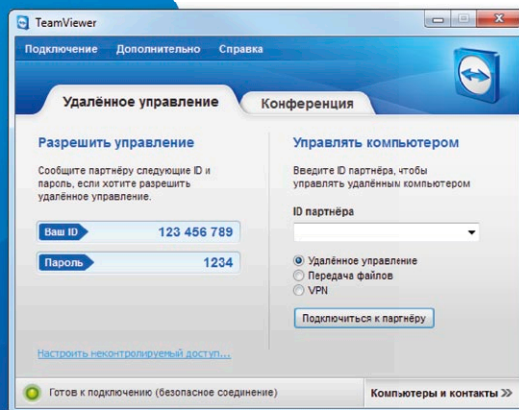 TeamViewer
Подключение Дополнительно Справка
Удалённое управление
Конференция
Разрешить управление
Сообщите партнёру следующие ID и
пароль, если хотите разрешить
удалённое управление.
Ваш ID 123 456 789
Пароль 1234
Настроить неконтролируемый доступ...
Управлять компьютером
Введите ID партнёра, чтобы
управлять удалённым компьютером
ID партнёра
Удалённое управление
Передача файлов
VPN
Подключиться к партнёру
Готов к подключению (безопасное соединение)
Компьютеры и контакты >>